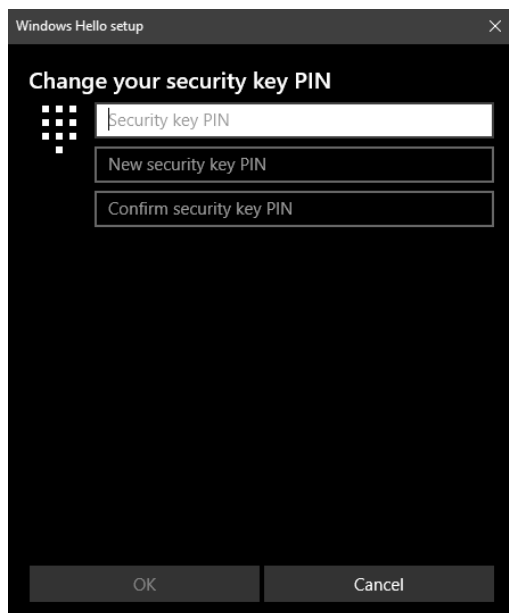 Windows Hello setup
Change your security key PIN
Security key PIN
New security key PIN
Confirm security key PIN
OK
Cancel